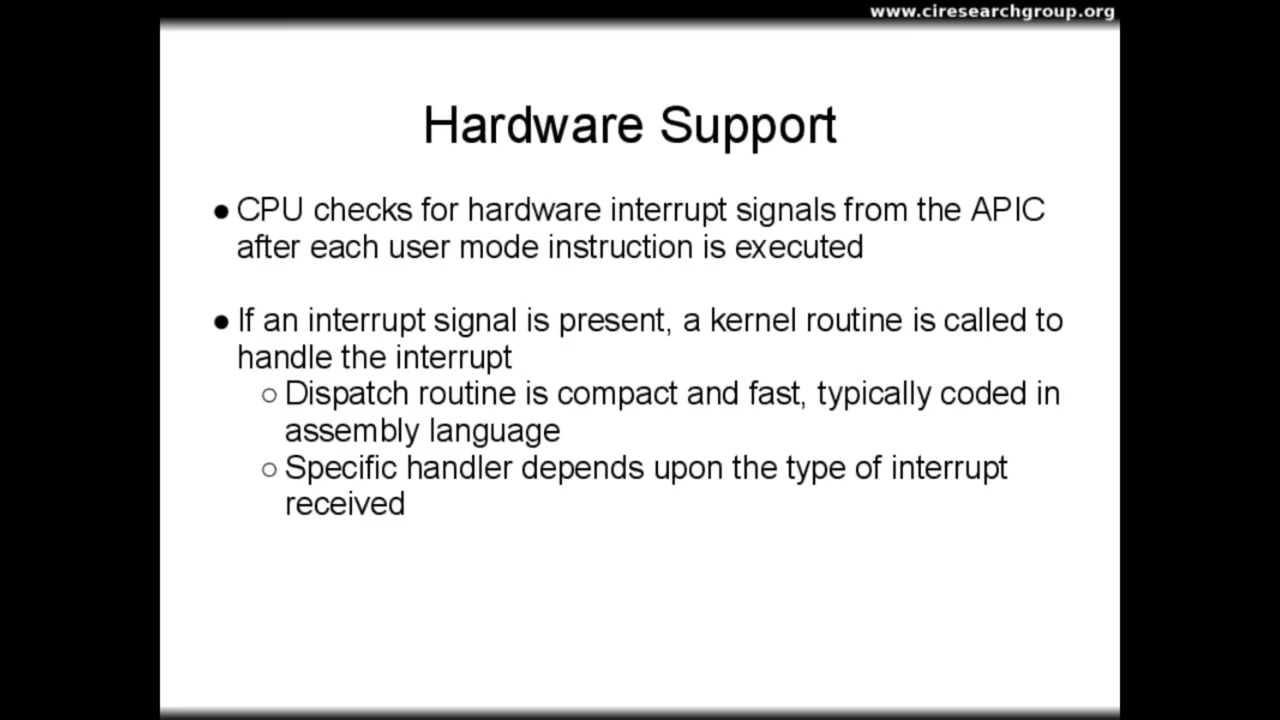 www.ciresearchgroup.org
Hardware Support
● CPU checks for hardware interrupt signals from the APIC
after each user mode instruction is executed
● If an interrupt signal is present, a kernel routine is called to
handle the interrupt
○ Dispatch routine is compact and fast, typically coded in
assembly language
○ Specific handler depends upon the type of interrupt
received